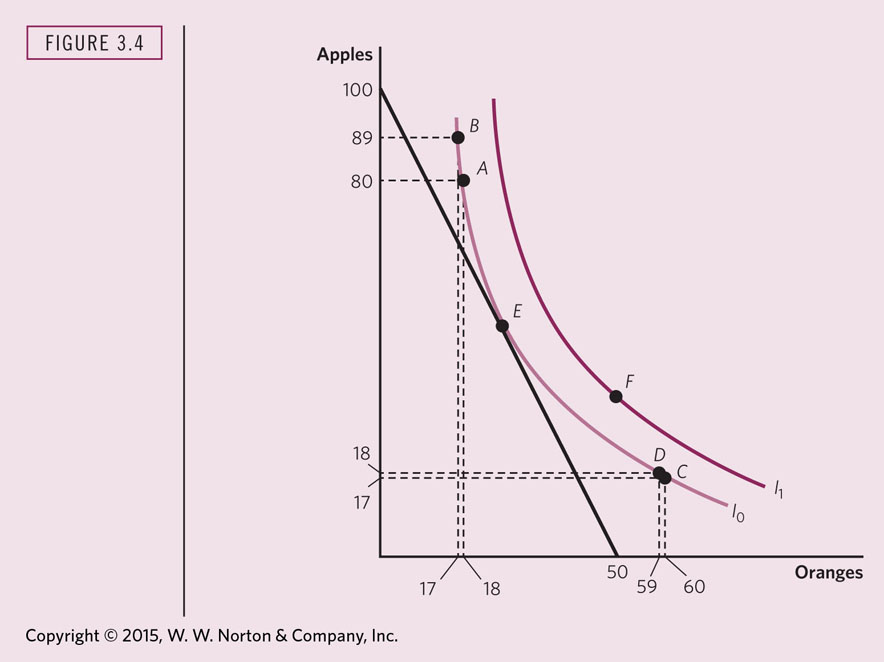 FIGURE 3.4
Apples
100
B
89
A
80
E
F
18
D
C
17
I1
I0
50
Oranges
17
18
59
60
Copyright © 2015, W. W. Norton & Company, Inc.